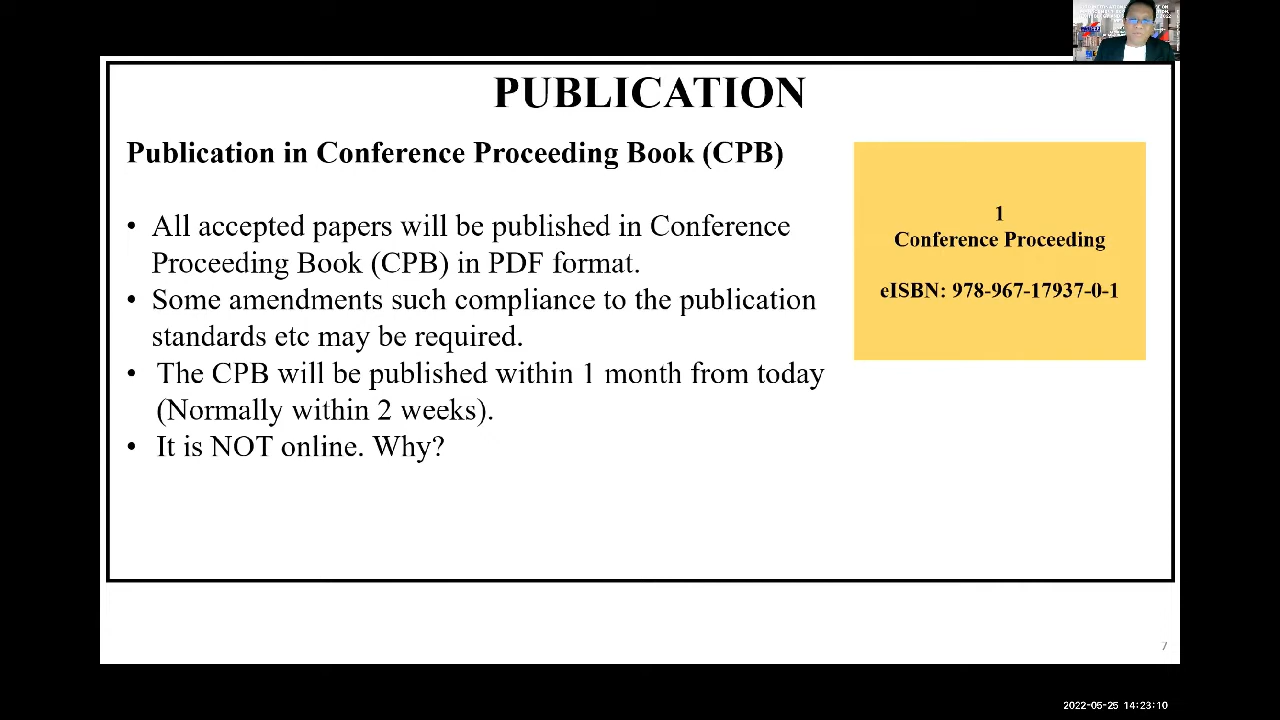 PUBLICATION
Publication in Conference Proceeding Book (CPB)
• All accepted papers will be published in Conference
Proceeding Book (CPB) in PDF format.
• Some amendments such compliance to the publication
standards etc may be required.
• The CPB will be published within 1 month from today
(Normally within 2 weeks).
• It is NOT online. Why?
1
Conference Proceeding
eISBN: 978-967-17937-0-1
7
2022-05-25 14:23:10